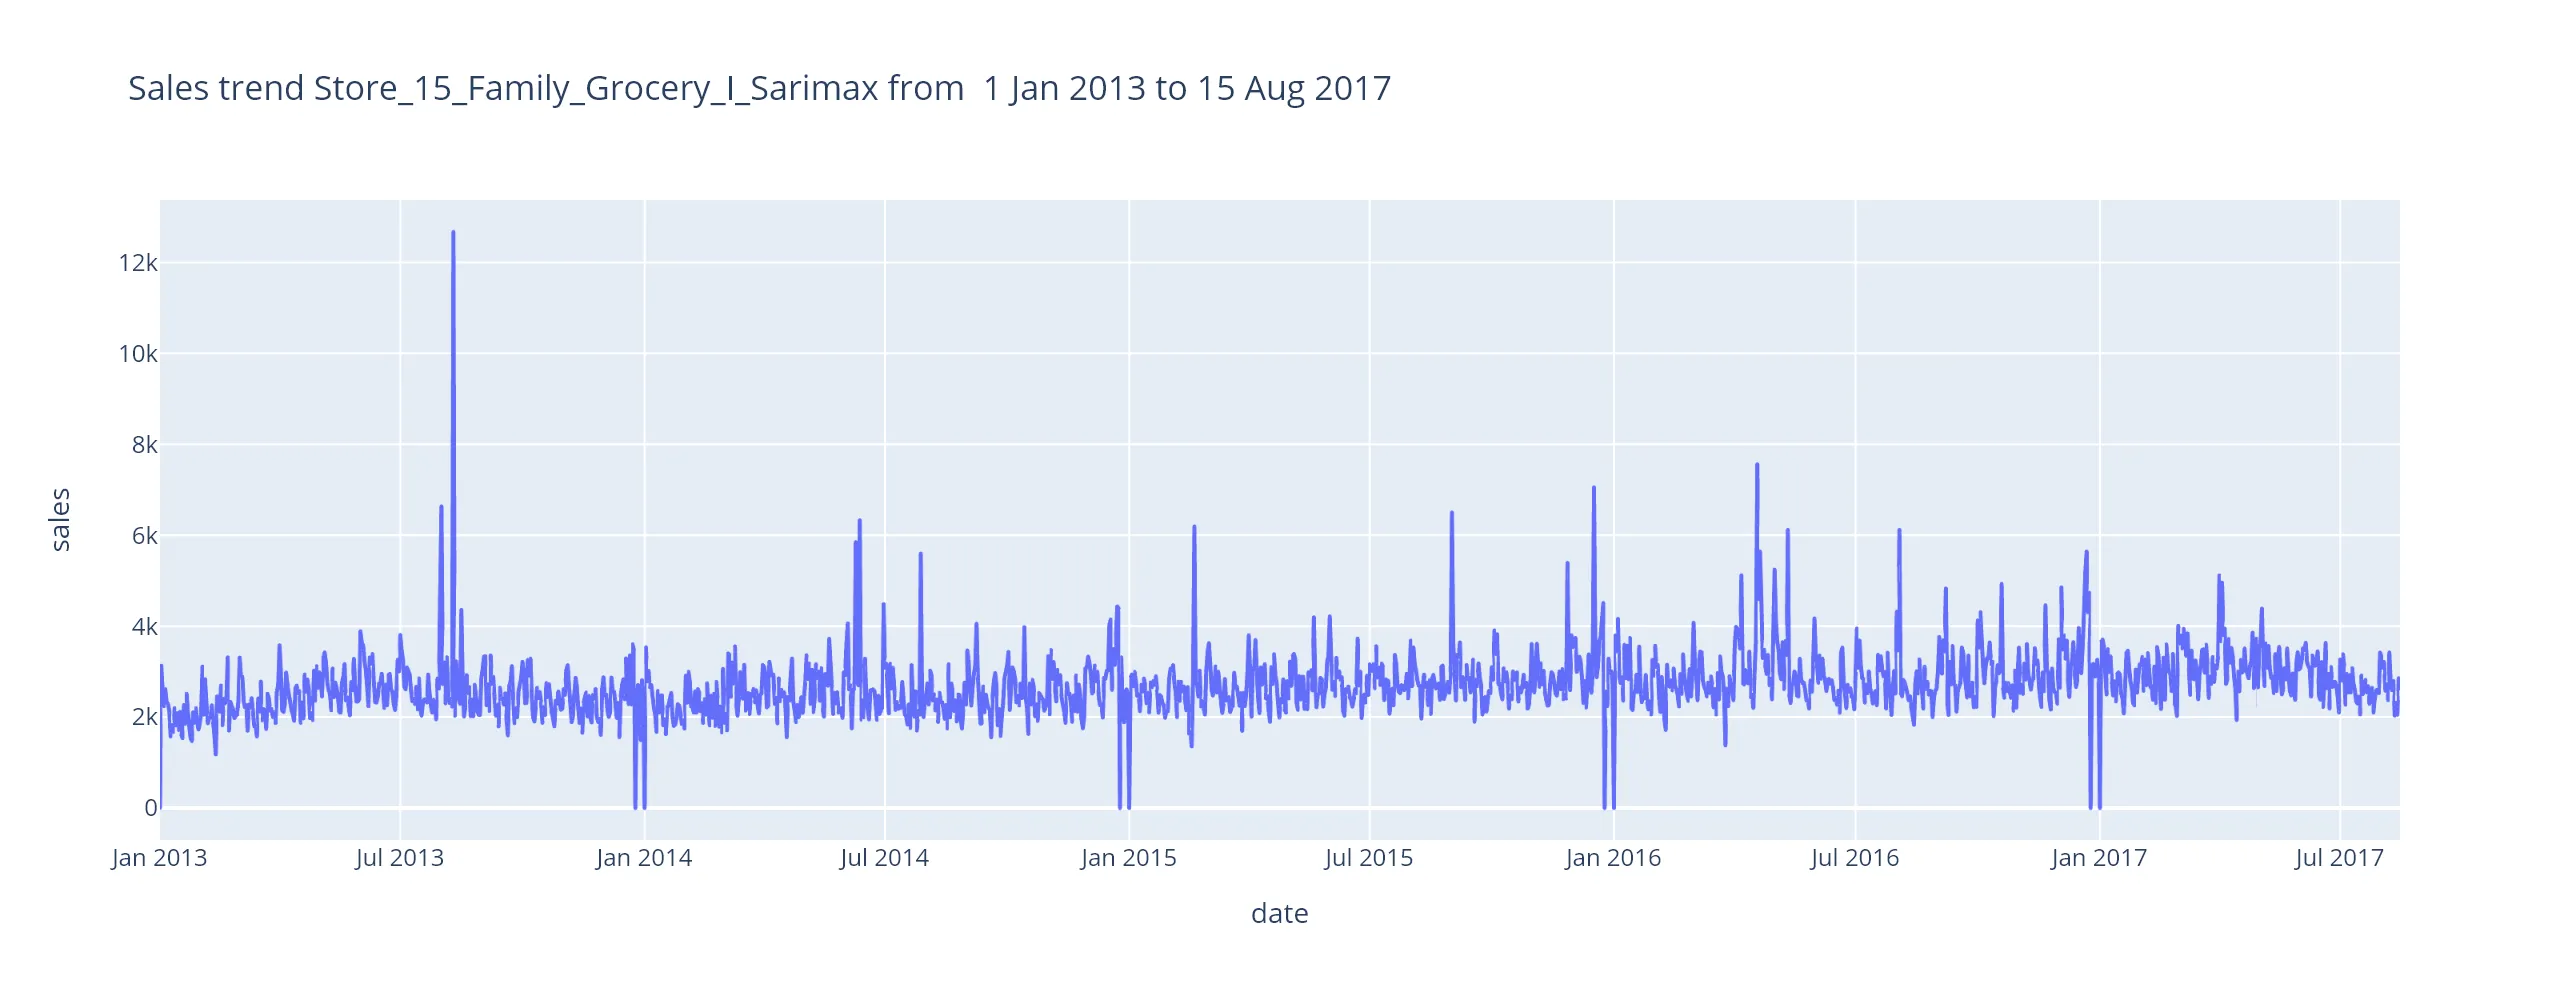 Sales trend Store_15_Family_Grocery_I_Sarimax from  1 Jan 2013 to 15 Aug 2017
12k
10k
8k
6k
4k
2k
0
sales
Jan 2013 Jul 2013 Jan 2014 Jul 2014 Jan 2015 Jul 2015 Jan 2016 Jul 2016 Jan 2017 Jul 2017
date